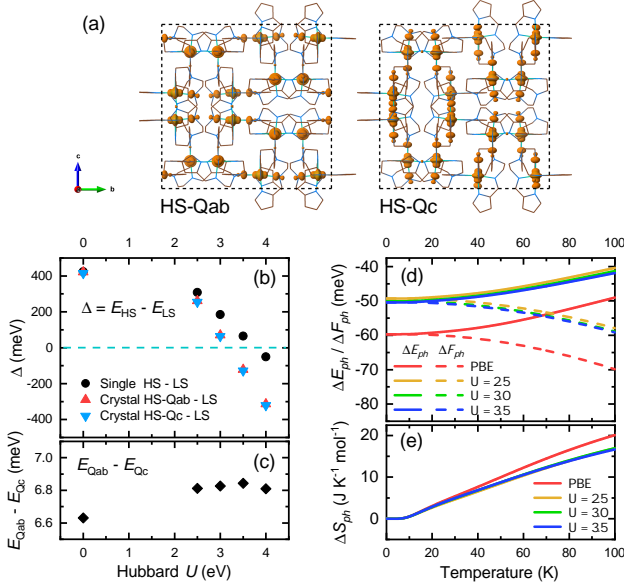 (a)
c
b
HS-Qab
HS-Qc
0 1 2 3 4
400
200
0
-200
-400
Δ (meV)
(b)
Δ = E_HS - E_LS
Single HS - LS
Crystal HS-Qab - LS
Crystal HS-Qc - LS
7.0
6.8
6.6
E_Qab - E_Qc (meV)
(c)
E_Qab - E_Qc
0 1 2 3 4
Hubbard U (eV)
0 20 40 60 80 100
-40
-50
-60
-70
ΔE_ph / ΔF_ph (meV)
(d)
ΔE_ph ΔF_ph
PBE
U = 2.5
U = 3.0
U = 3.5
20
10
0
ΔS_ph (J K⁻¹ mol⁻¹)
(e)
PBE
U = 2.5
U = 3.0
U = 3.5
0 20 40 60 80 100
Temperature (K)